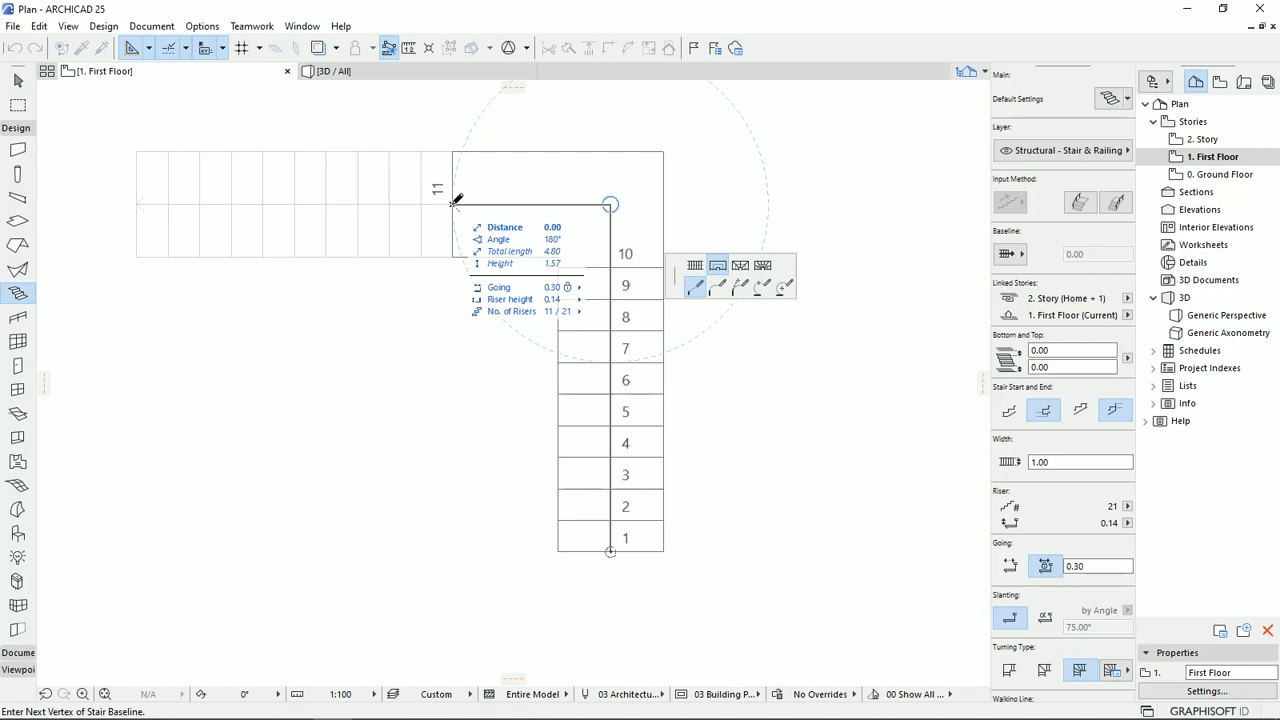 Plan - ARCHICAD 25
File Edit View Design Document Options Teamwork Window Help
[1. First Floor]
[3D / All]
Design
Docume
Viewpoi
11
10
9
8
7
6
5
4
3
2
1
Distance 0.00
Angle 180°
Total length 4.80
Height 1.57
Going 0.30
Riser height 0.14
No. of Risers 11 / 21
Main:
Default Settings
Layer:
Structural - Stair & Railing
Input Method:
Baseline:
0.00
Linked Stories:
2. Story (Home + 1)
1. First Floor (Current)
Bottom and Top:
0.00
0.00
Stair Start and End:
Width:
1.00
Riser:
21
0.14
Going:
0.30
Slanting:
by Angle
75.00°
Turning Type:
Walking Line:
Plan
Stories
2. Story
1. First Floor
0. Ground Floor
Sections
Elevations
Interior Elevations
Worksheets
Details
3D Documents
3D
Generic Perspective
Generic Axonometry
Schedules
Project Indexes
Lists
Info
Help
Properties
1. First Floor
Settings...
N/A 0° 1:100 Custom Entire Model 03 Architectu... 03 Building P... No Overrides 00 Show All ...
Enter Next Vertex of Stair Baseline.
GRAPHISOFT ID